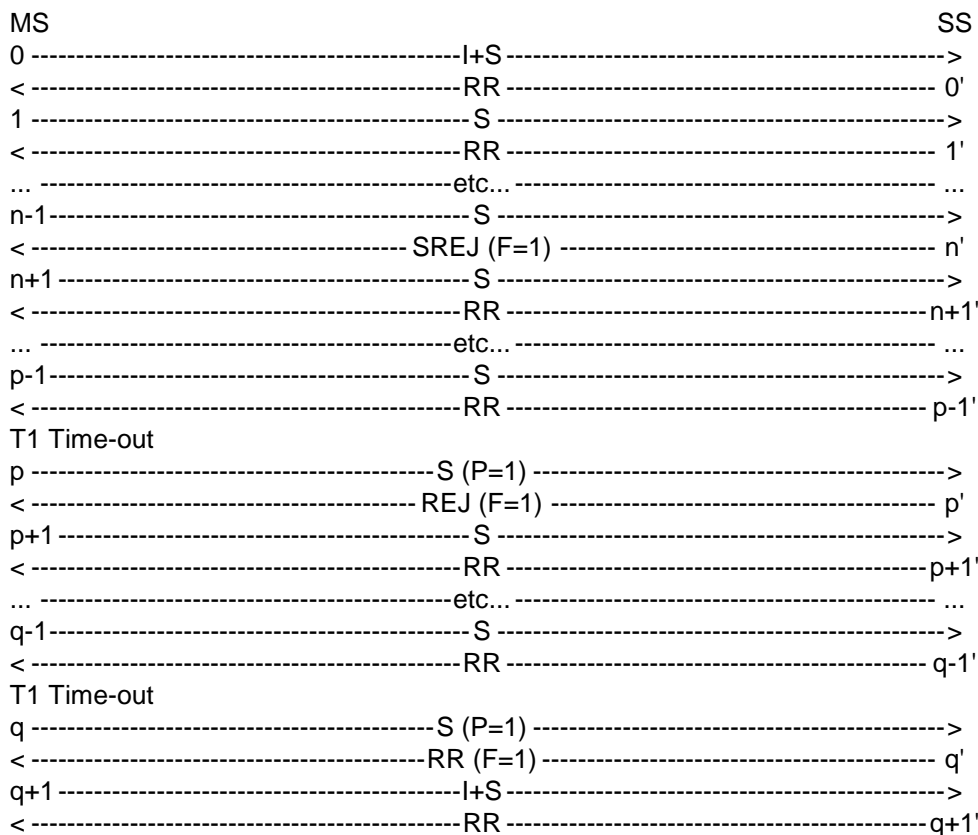 MS SS
0 ---------------------------------------------I+S---------------------------------------------->
< ---------------------------------------------RR --------------------------------------------- 0'
1 ---------------------------------------------- S ---------------------------------------------->
< ---------------------------------------------RR --------------------------------------------- 1'
... -------------------------------------------etc... -------------------------------------------- ...
n-1-------------------------------------------- S ---------------------------------------------->
< --------------------------------------- SREJ (F=1) --------------------------------------- n'
n+1 ------------------------------------------- S ---------------------------------------------->
< ---------------------------------------------RR --------------------------------------------n+1'
... -------------------------------------------etc... -------------------------------------------- ...
p-1-------------------------------------------- S ---------------------------------------------->
< ---------------------------------------------RR -------------------------------------------- p-1'
T1 Time-out
p ------------------------------------------S (P=1) ------------------------------------------->
< ---------------------------------------- REJ (F=1) ---------------------------------------- p'
p+1 ------------------------------------------- S ---------------------------------------------->
< ---------------------------------------------RR --------------------------------------------p+1'
... -------------------------------------------etc... -------------------------------------------- ...
q-1-------------------------------------------- S ---------------------------------------------->
< ---------------------------------------------RR -------------------------------------------- q-1'
T1 Time-out
q ------------------------------------------S (P=1) ------------------------------------------->
< -----------------------------------------RR (F=1) ----------------------------------------- q'
q+1 ------------------------------------------I+S---------------------------------------------->
< ---------------------------------------------RR --------------------------------------------q+1'